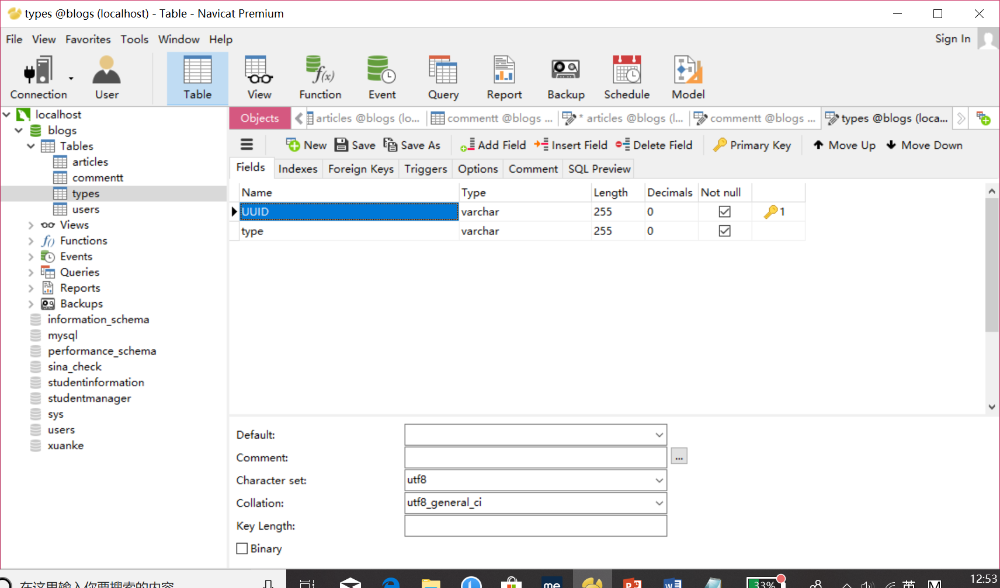 types @blogs (localhost) - Table - Navicat Premium
File View Favorites Tools Window Help
Sign In
Connection User Table View Function Event Query Report Backup Schedule Model
localhost
blogs
Tables
articles
commentt
types
users
Views
Functions
Events
Queries
Reports
Backups
information_schema
mysql
performance_schema
sina_check
studentinformation
studentmanager
sys
users
xuanke
Objects articles @blogs (lo... commentt @blogs ... * articles @blogs (l... commentt @blogs ... types @blogs (loca...
New Save Save As Add Field Insert Field Delete Field Primary Key Move Up Move Down
Fields Indexes Foreign Keys Triggers Options Comment SQL Preview
Name Type Length Decimals Not null
UUID varchar 255 0 1
type varchar 255 0
Default:
Comment: ...
Character set: utf8
Collation: utf8_general_ci
Key Length:
Binary
在这里输入你要搜索的内容 me 33% 英 M 12:53